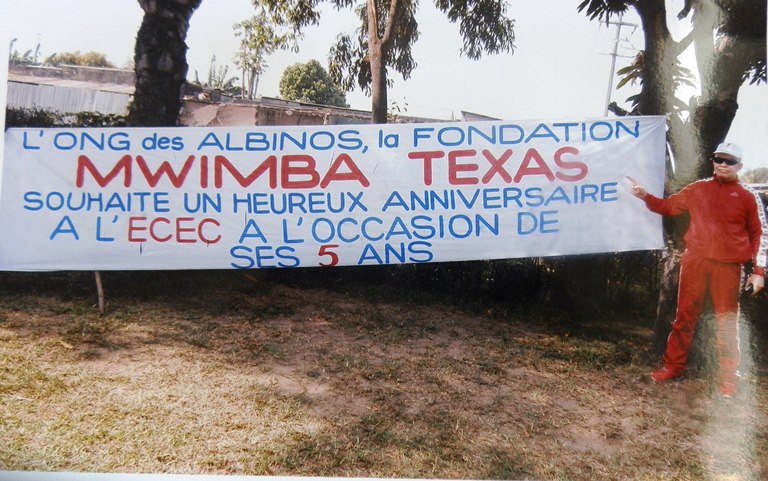 L'ONG des ALBINOS, la FONDATION
MWIMBA TEXAS
SOUHAITE UN HEUREUX ANNIVERSAIRE
A L'ECEC A L'OCCASION DE
SES 5 ANS